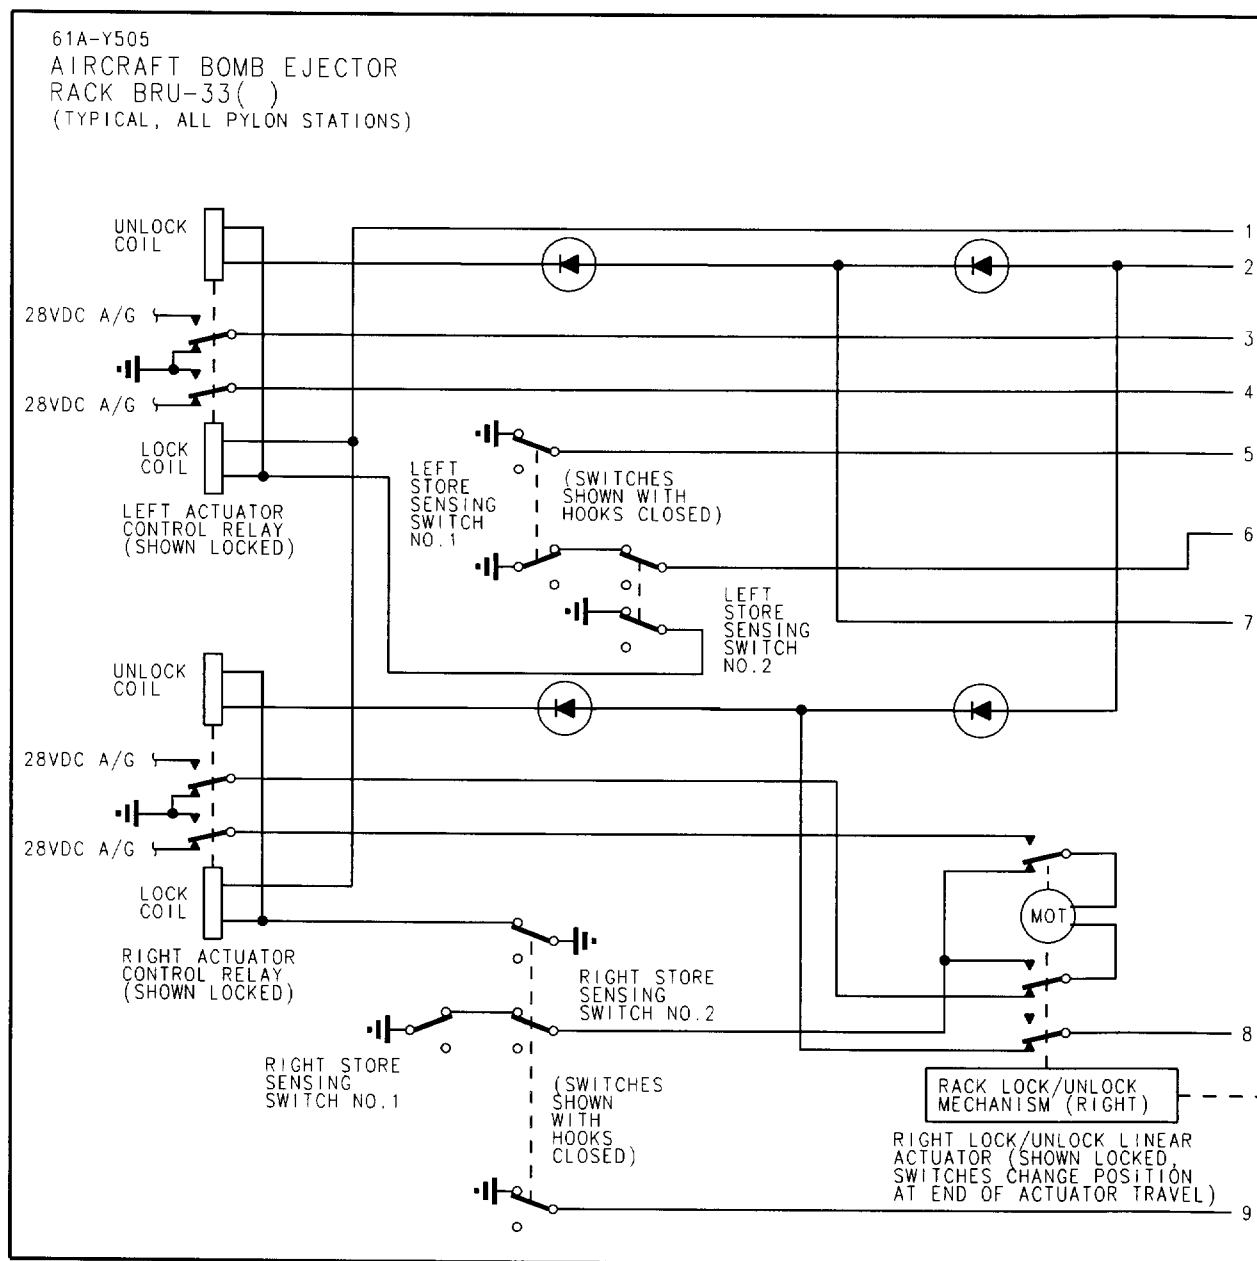 61A-Y505
AIRCRAFT BOMB EJECTOR
RACK BRU-33( )
(TYPICAL, ALL PYLON STATIONS)
UNLOCK
COIL
1
2
28VDC A/G
3
4
28VDC A/G
LOCK
COIL
LEFT ACTUATOR
CONTROL RELAY
(SHOWN LOCKED)
LEFT
STORE
SENSING
SWITCH
NO.1
(SWITCHES
SHOWN WITH
HOOKS CLOSED)
5
6
LEFT
STORE
SENSING
SWITCH
NO.2
7
UNLOCK
COIL
28VDC A/G
28VDC A/G
LOCK
COIL
RIGHT ACTUATOR
CONTROL RELAY
(SHOWN LOCKED)
MOT
RIGHT STORE
SENSING
SWITCH NO.2
8
RIGHT STORE
SENSING
SWITCH NO.1
(SWITCHES
SHOWN
WITH
HOOKS
CLOSED)
RACK LOCK/UNLOCK
MECHANISM (RIGHT)
RIGHT LOCK/UNLOCK LINEAR
ACTUATOR (SHOWN LOCKED,
SWITCHES CHANGE POSITION
AT END OF ACTUATOR TRAVEL)
9